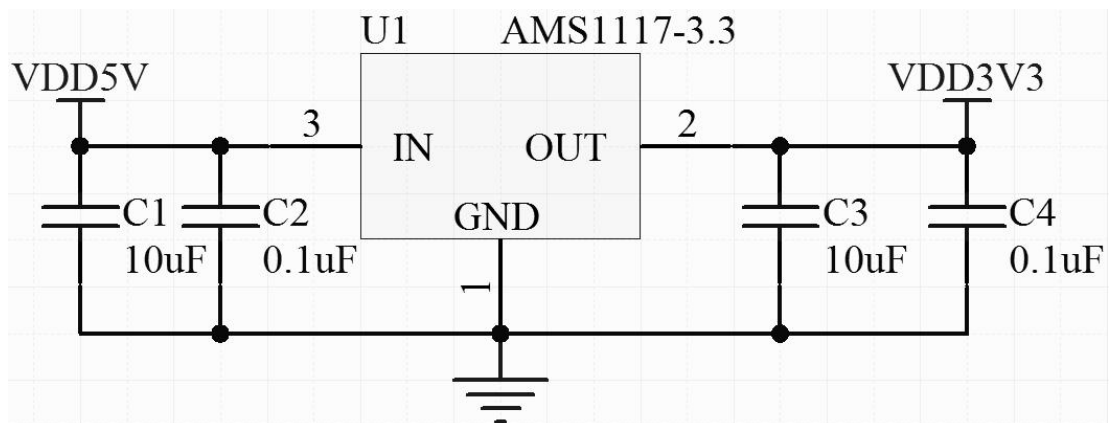 U1 AMS1117-3.3
VDD5V
VDD3V3
3
2
IN OUT
GND
C1
10uF
C2
0.1uF
C3
10uF
C4
0.1uF
1